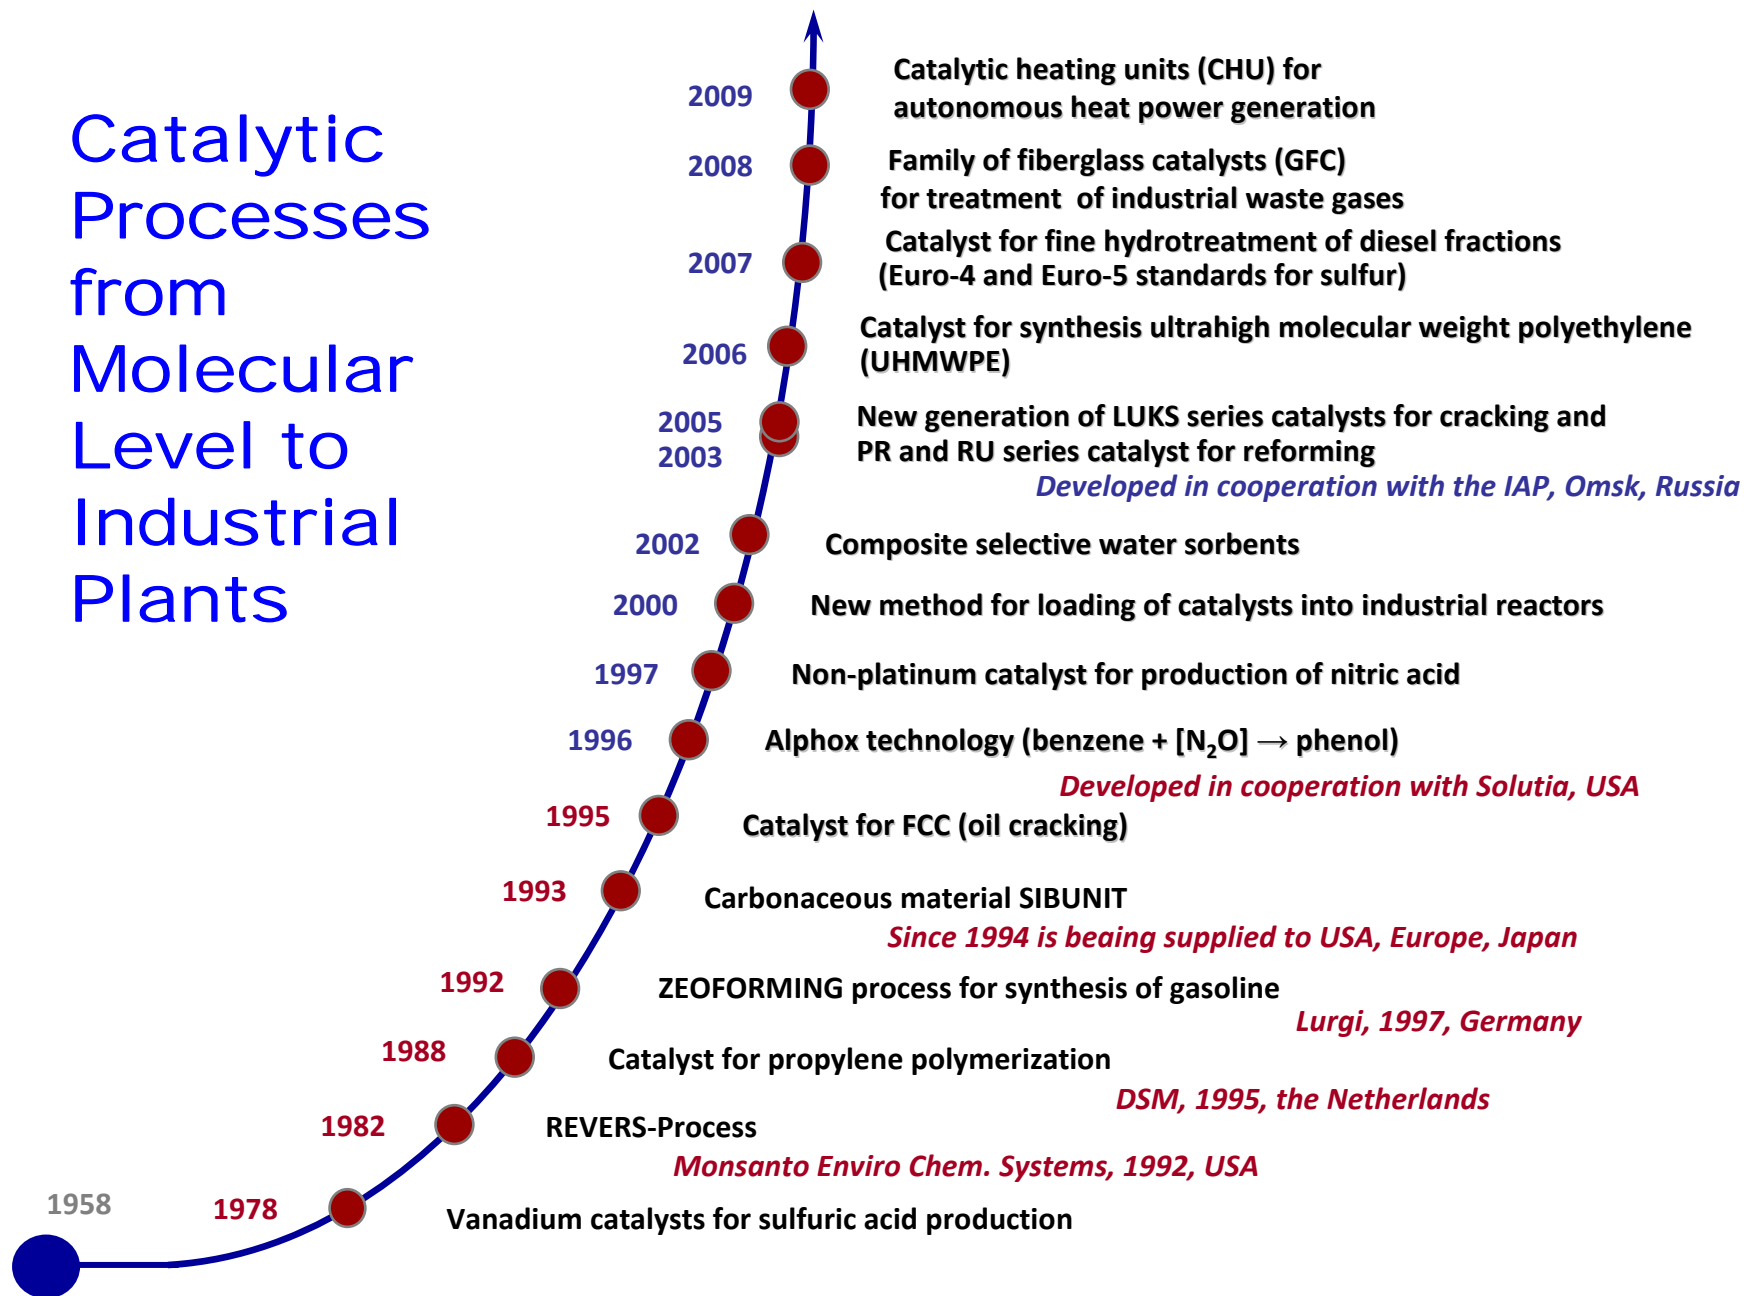 Catalytic
Processes
from
Molecular
Level to
Industrial
Plants
2009
Catalytic heating units (CHU) for
autonomous heat power generation
2008
Family of fiberglass catalysts (GFC)
for treatment of industrial waste gases
2007
Catalyst for fine hydrotreatment of diesel fractions
(Euro-4 and Euro-5 standards for sulfur)
2006
Catalyst for synthesis ultrahigh molecular weight polyethylene
(UHMWPE)
2005
New generation of LUKS series catalysts for cracking and
2003
PR and RU series catalyst for reforming
Developed in cooperation with the IAP, Omsk, Russia
2002
Composite selective water sorbents
2000
New method for loading of catalysts into industrial reactors
1997
Non-platinum catalyst for production of nitric acid
1996
Alphox technology (benzene + [N₂O] → phenol)
Developed in cooperation with Solutia, USA
1995
Catalyst for FCC (oil cracking)
1993
Carbonaceous material SIBUNIT
Since 1994 is beaing supplied to USA, Europe, Japan
1992
ZEOFORMING process for synthesis of gasoline
Lurgi, 1997, Germany
1988
Catalyst for propylene polymerization
DSM, 1995, the Netherlands
1982
REVERS-Process
Monsanto Enviro Chem. Systems, 1992, USA
1958
1978
Vanadium catalysts for sulfuric acid production